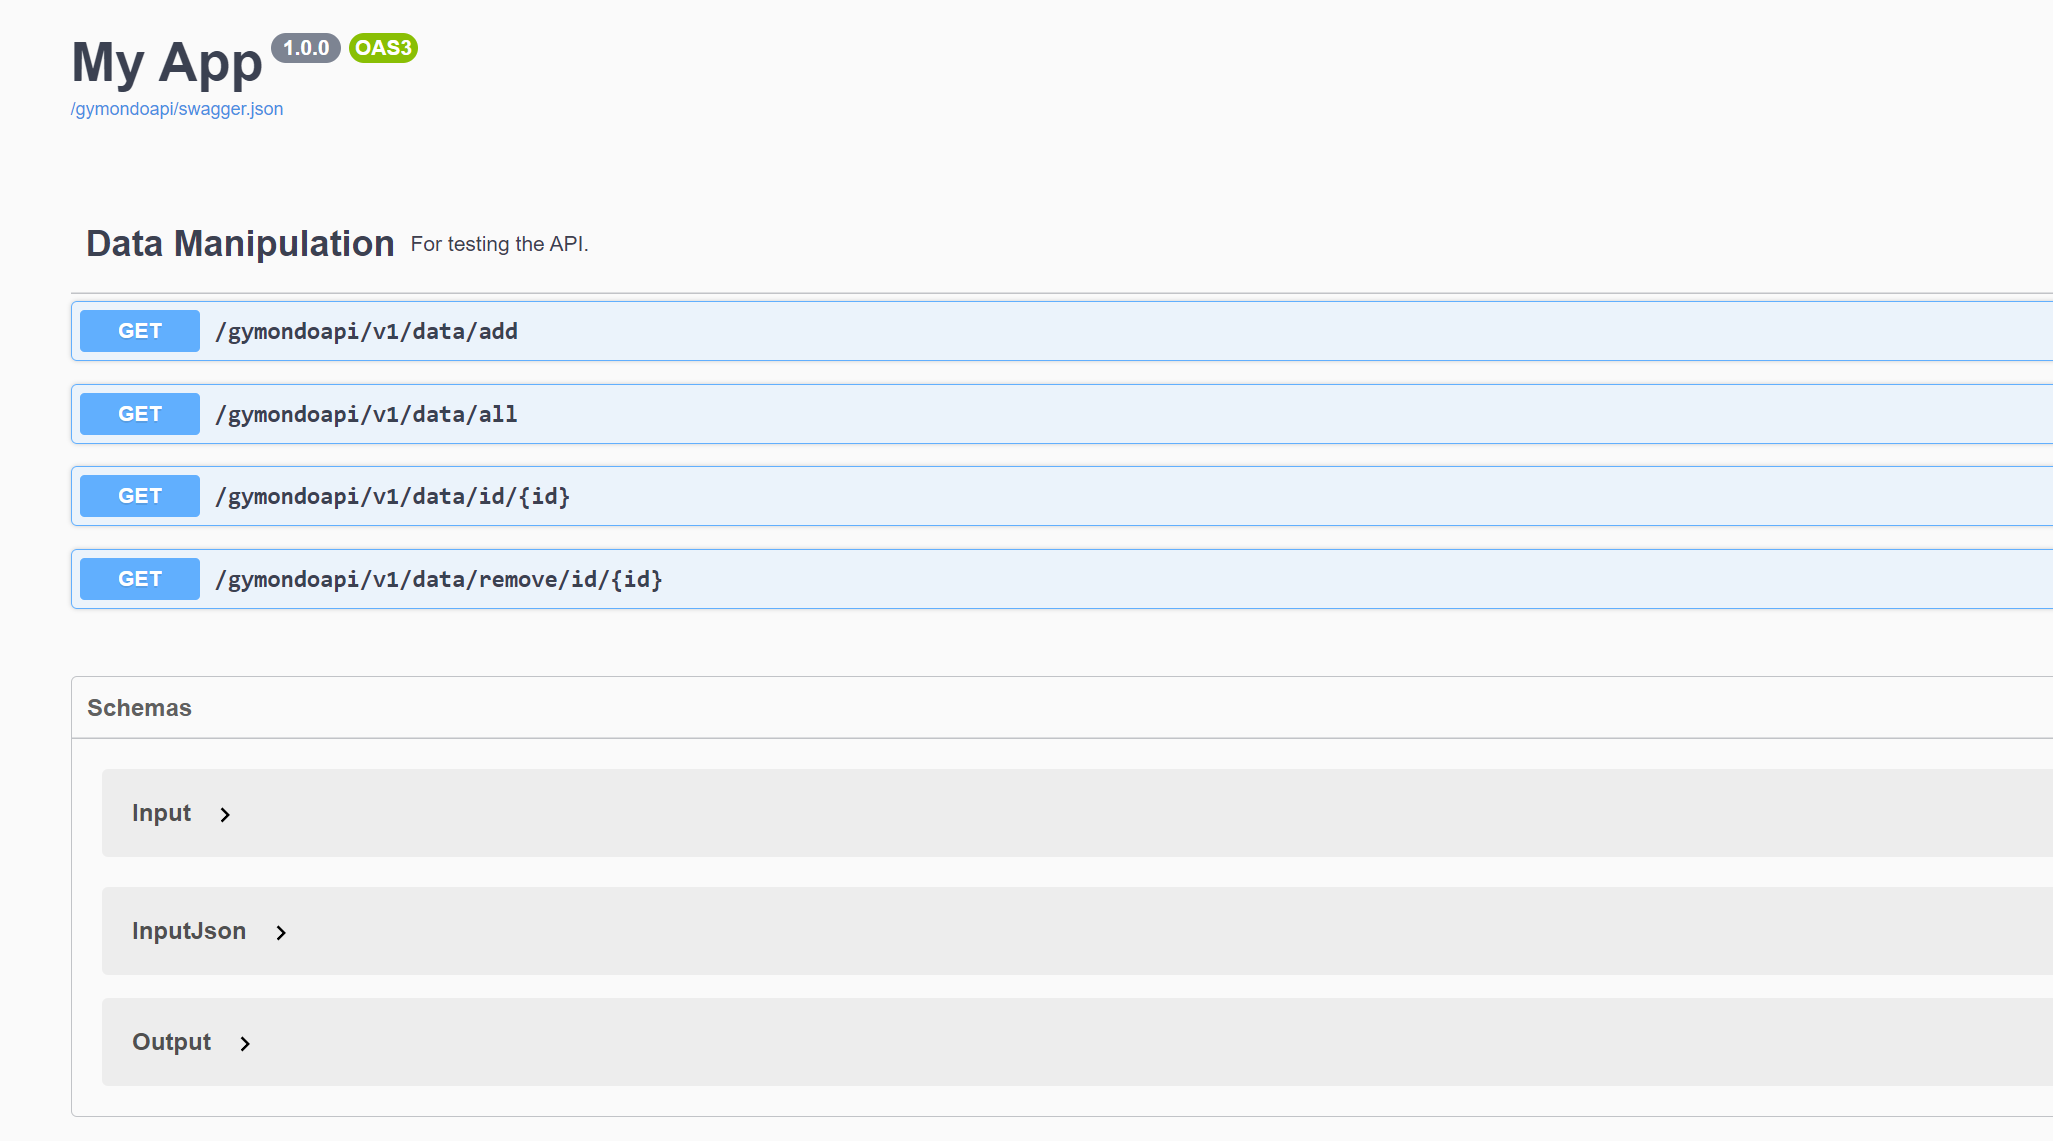 My App 1.0.0 OAS3
/gymondoapi/swagger.json
Data Manipulation For testing the API.
GET /gymondoapi/v1/data/add
GET /gymondoapi/v1/data/all
GET /gymondoapi/v1/data/id/{id}
GET /gymondoapi/v1/data/remove/id/{id}
Schemas
Input
InputJson
Output